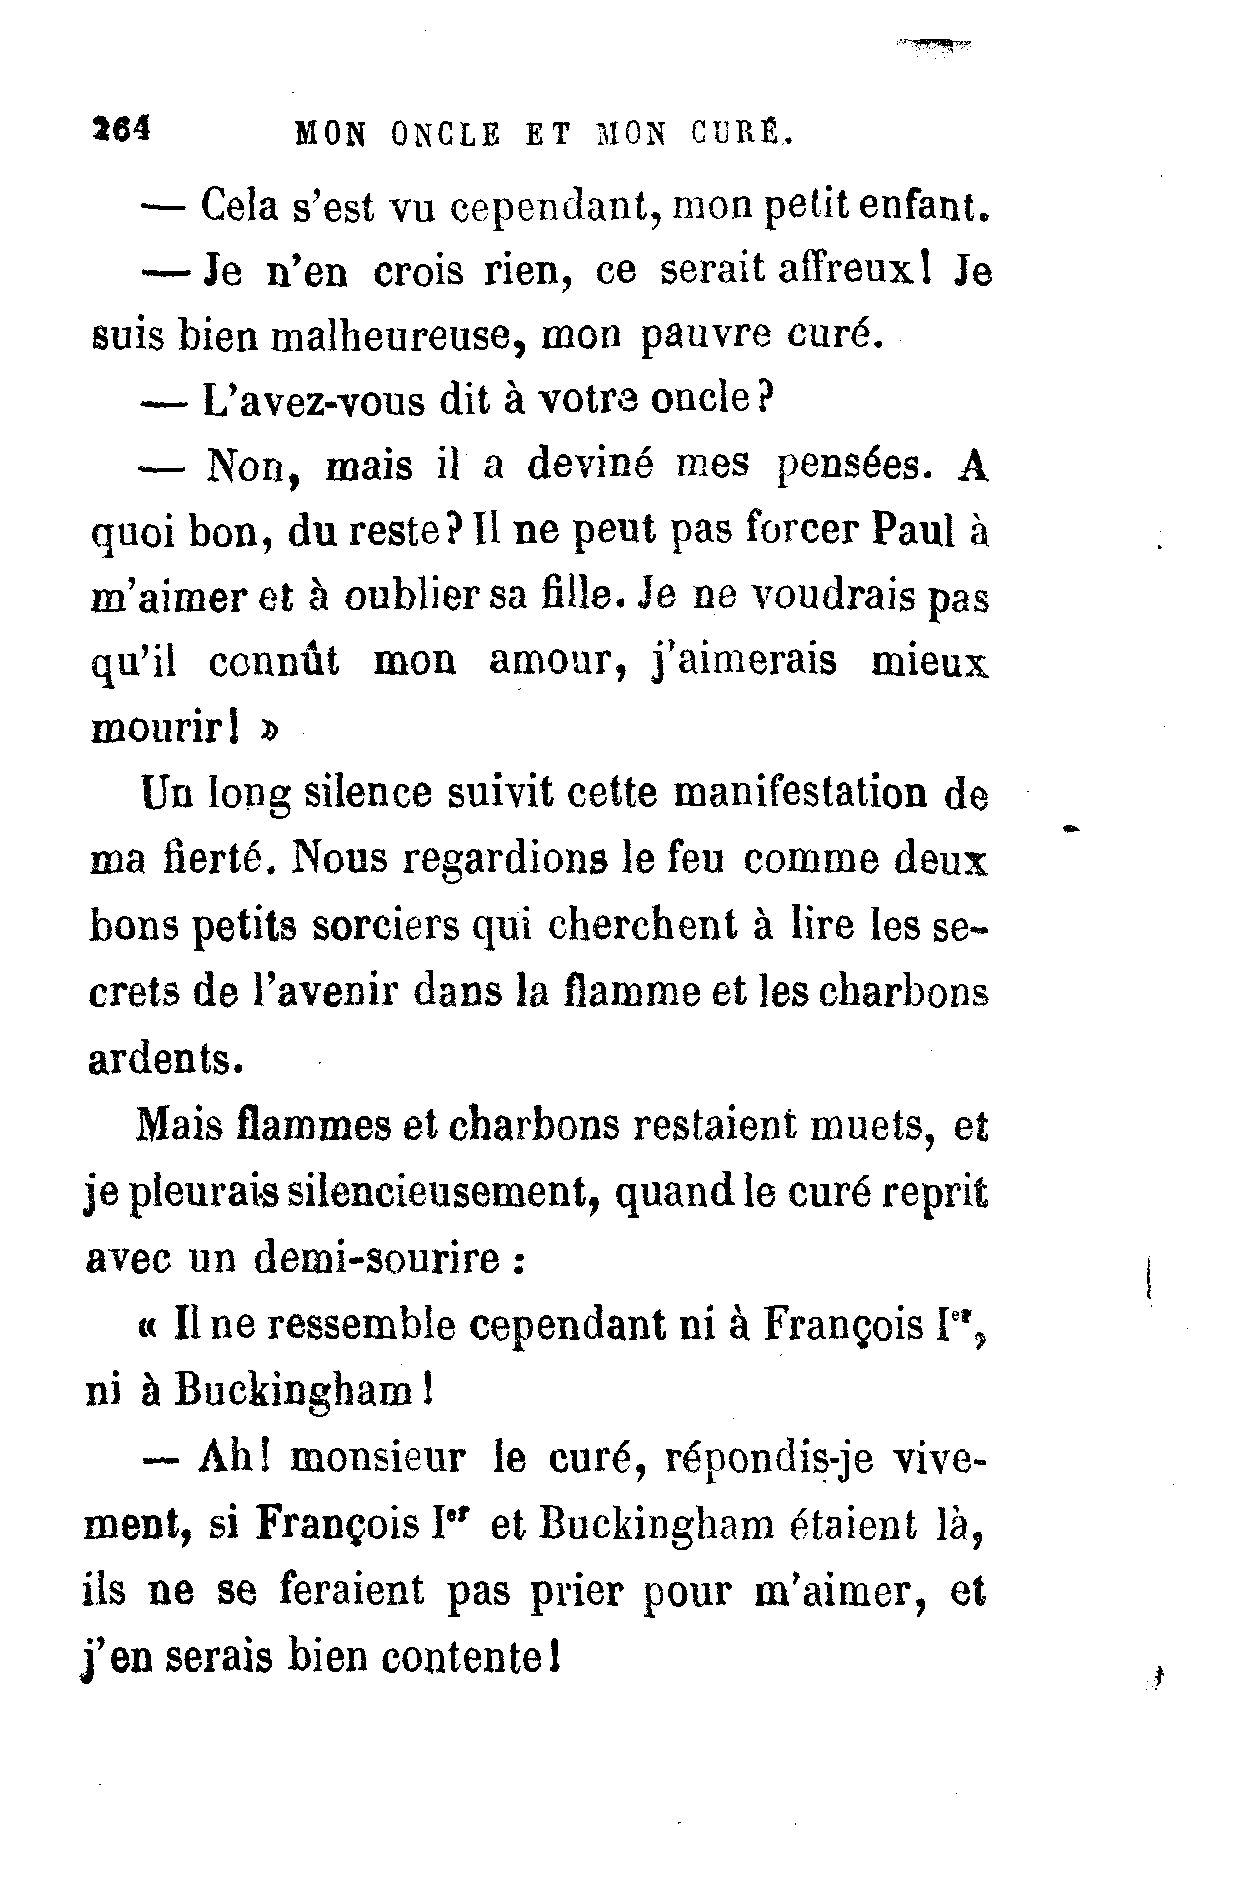 264 MON ONCLE ET MON CURÉ.
— Cela s'est vu cependant, mon petit enfant.
— Je n'en crois rien, ce serait affreux! Je
suis bien malheureuse, mon pauvre curé.
— L'avez-vous dit à votre oncle?
— Non, mais il a deviné mes pensées. A
quoi bon, du reste? Il ne peut pas forcer Paul à
m'aimer et à oublier sa fille. Je ne voudrais pas
qu'il connût mon amour, j'aimerais mieux
mourir! »
Un long silence suivit cette manifestation de
ma fierté. Nous regardions le feu comme deux
bons petits sorciers qui cherchent à lire les se-
crets de l'avenir dans la flamme et les charbons
ardents.
Mais flammes et charbons restaient muets, et
je pleurais silencieusement, quand le curé reprit
avec un demi-sourire :
« Il ne ressemble cependant ni à François Ier,
ni à Buckingham!
— Ah! monsieur le curé, répondis-je vive-
ment, si François Ier et Buckingham étaient là,
ils ne se feraient pas prier pour m'aimer, et
j'en serais bien contente!